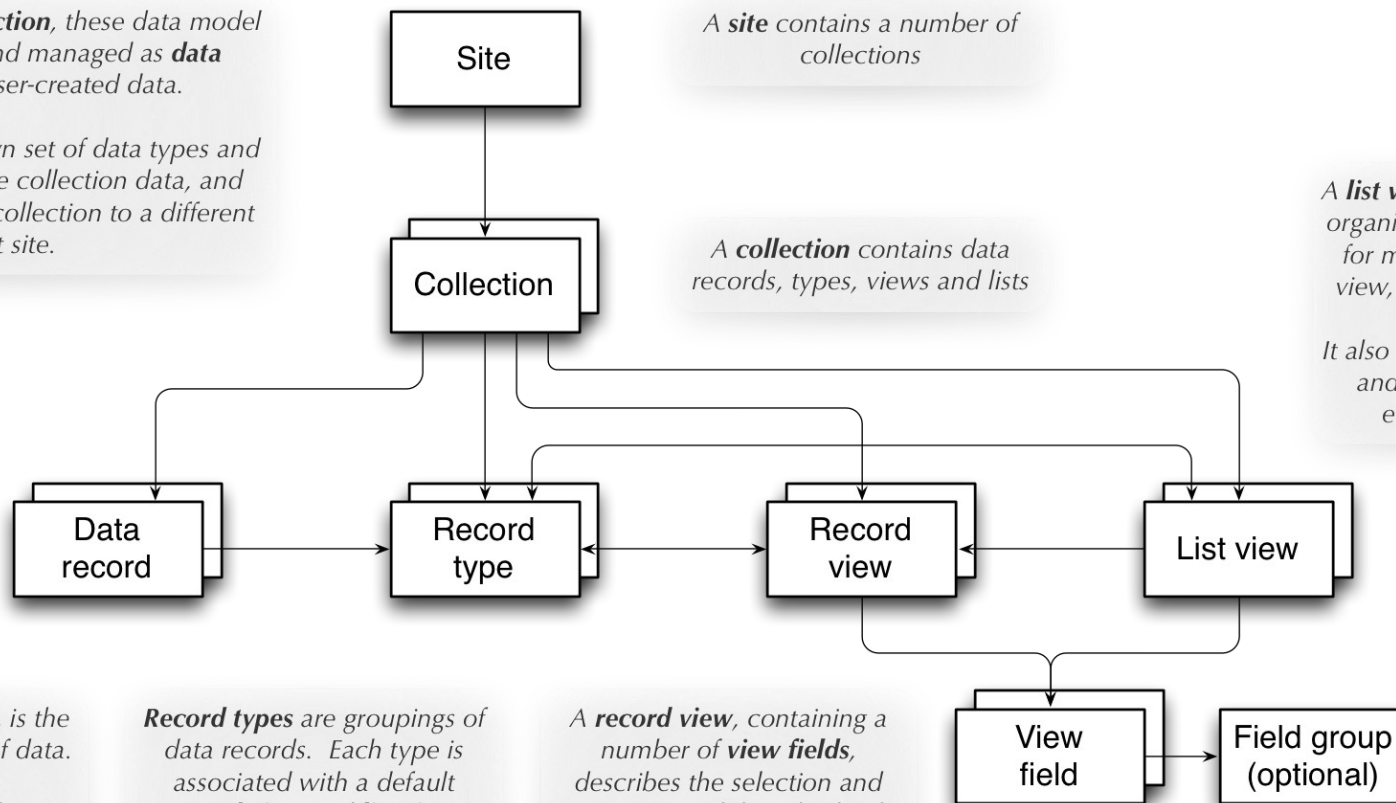 ction, these data model
nd managed as data
ser-created data.
vn set of data types and
e collection data, and
collection to a different
t site.
Site
A site contains a number of
collections
Collection
A collection contains data
records, types, views and lists
A list v
organi
for m
view,
It also
and
e
Data
record
Record
type
Record
view
List view
is the
f data.
Record types are groupings of
data records. Each type is
associated with a default
A record view, containing a
number of view fields,
describes the selection and
View
field
Field group
(optional)